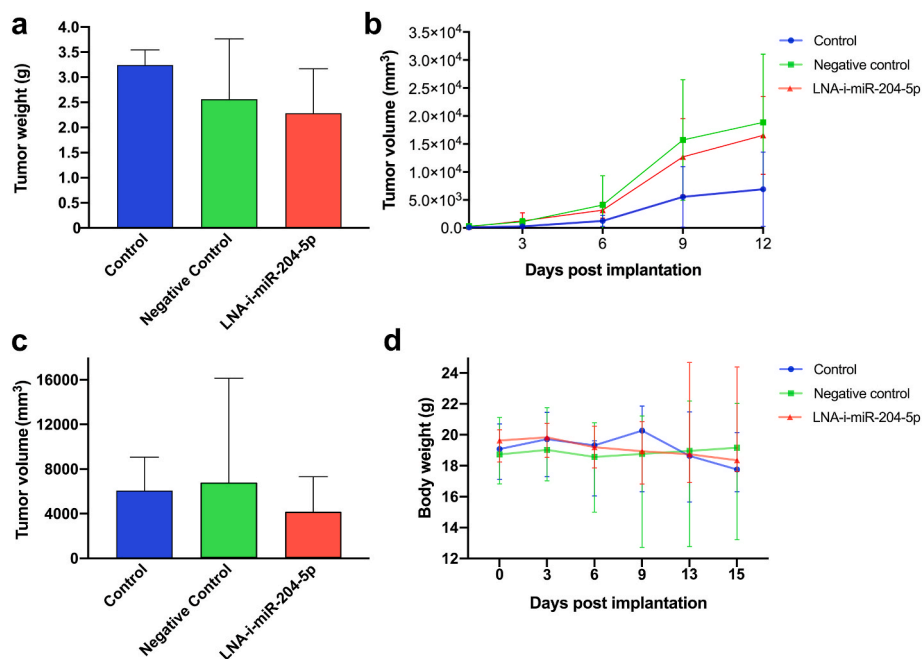 a
Tumor weight (g)
4.0
3.5
3.0
2.5
2.0
1.5
1.0
0.5
0
Control
Negative Control
LNA-i-miR-204-5p
b
Tumor volume (mm³)
3.5×10⁴
3.0×10⁴
2.5×10⁴
2.0×10⁴
1.5×10⁴
1.0×10⁴
5.0×10³
0.0
3
6
9
12
Days post implantation
Control
Negative control
LNA-i-miR-204-5p
c
Tumor volume (mm³)
16000
12000
8000
4000
0
Control
Negative Control
LNA-i-miR-204-5p
d
Body weight (g)
24
22
20
18
16
14
12
0
3
6
9
13
15
Days post implantation
Control
Negative control
LNA-i-miR-204-5p